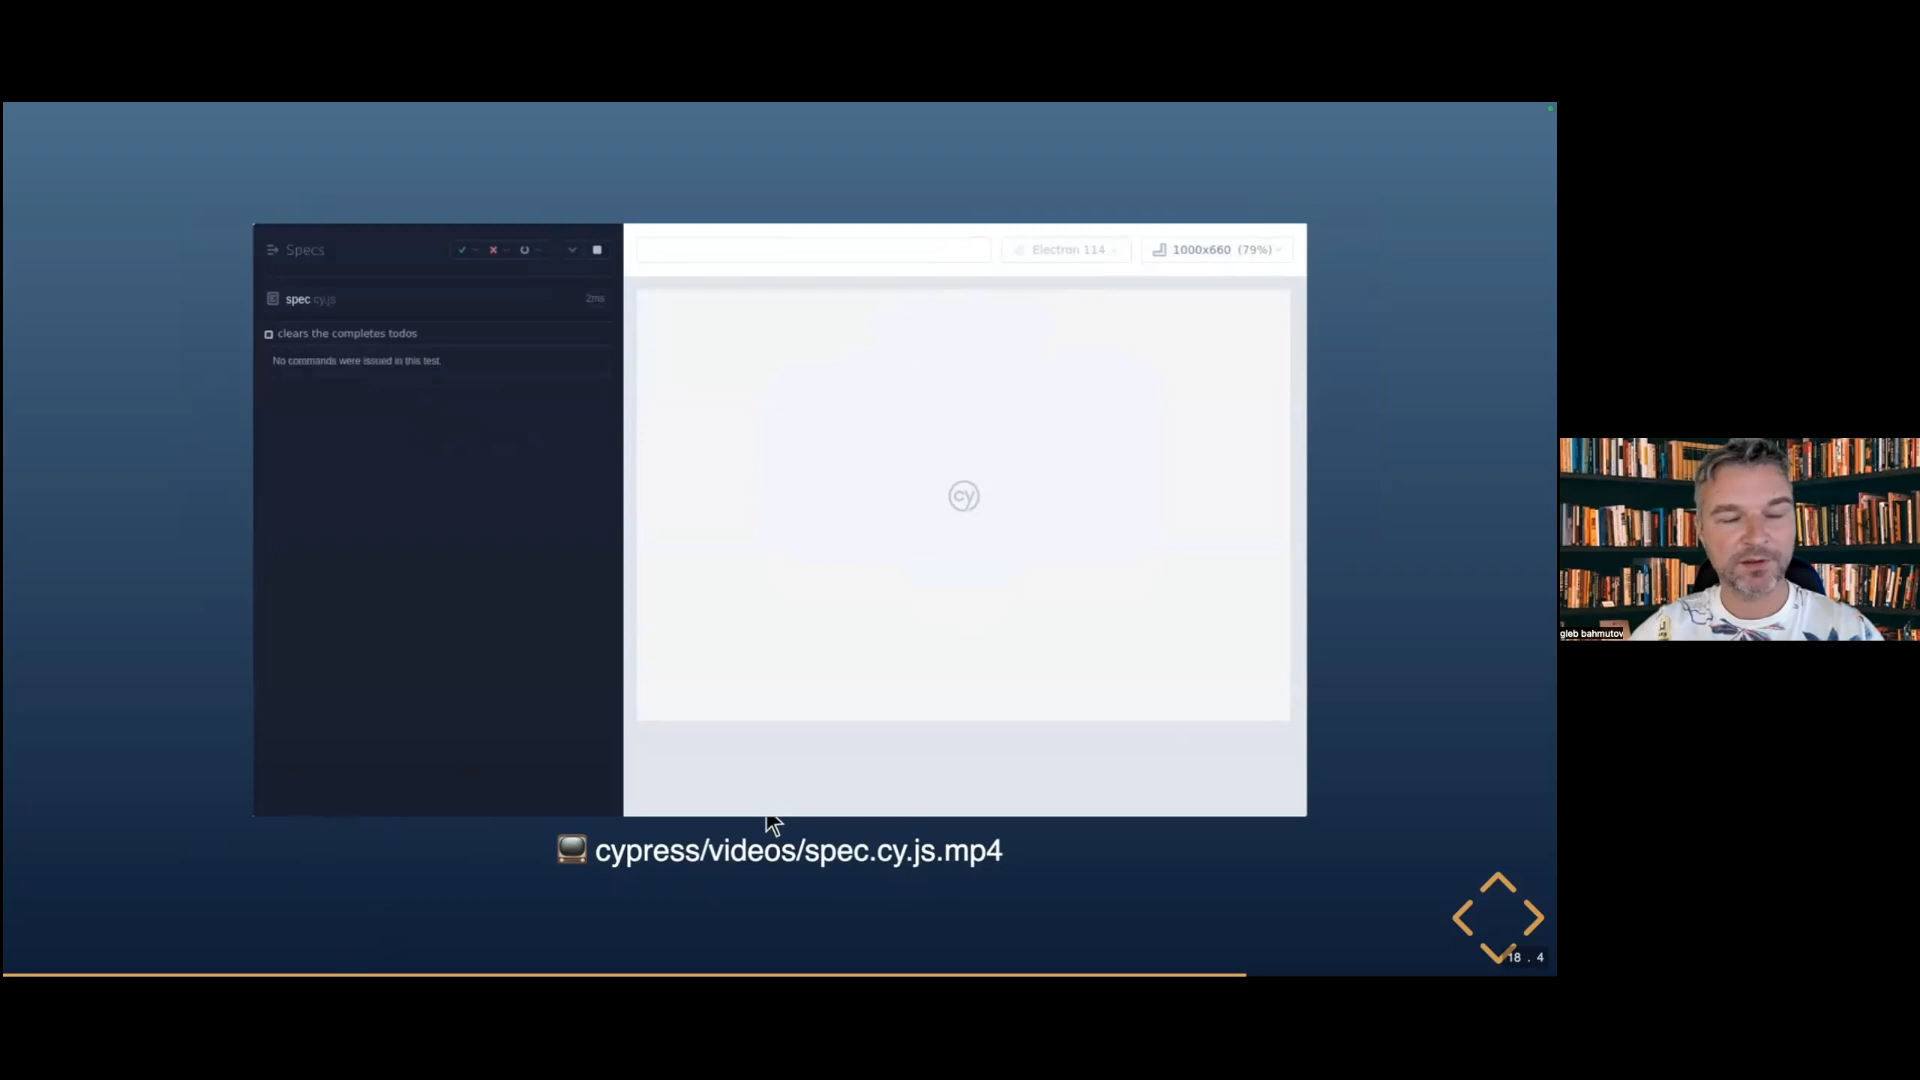 Specs
✓ -- ✕ -- --
Electron 114
1000x660 (79%)
spec.cy.js
2ms
clears the completes todos
No commands were issued in this test.
cy
gleb bahmutov
cypress/videos/spec.cy.js.mp4
18 . 4